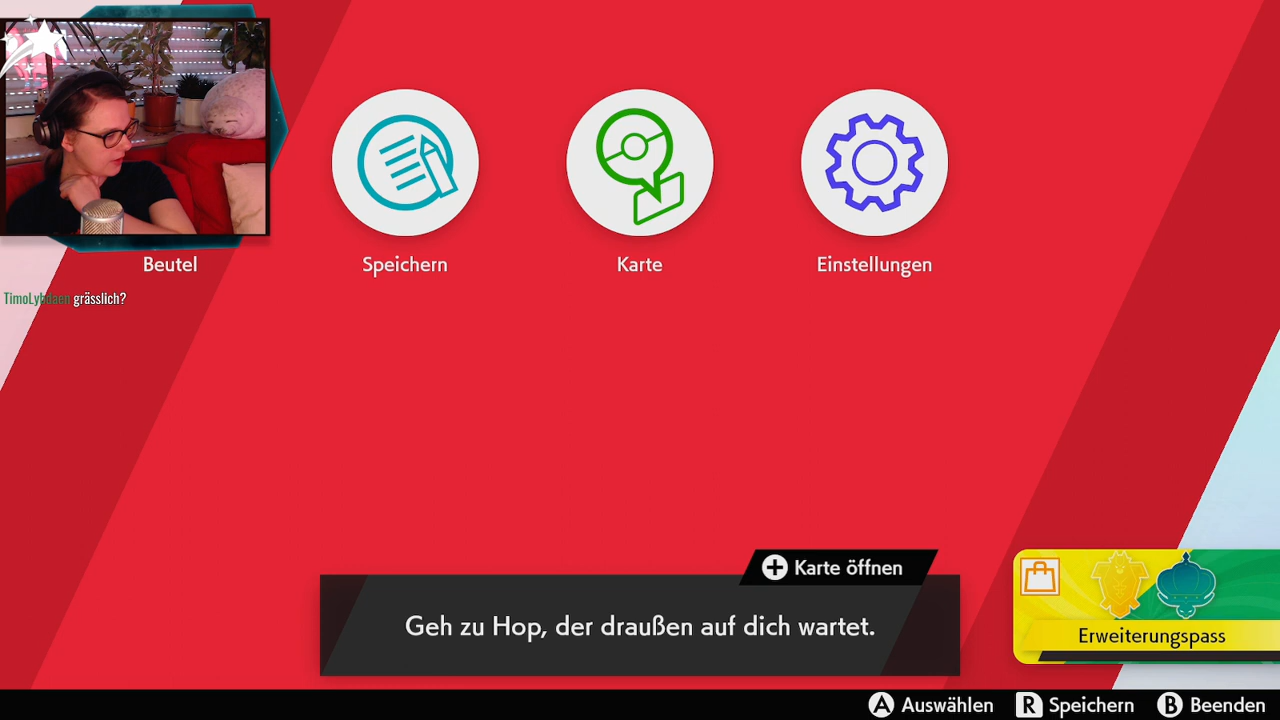 Beutel
Speichern
Karte
Einstellungen
TimoLybdaen grässlich?
Karte öffnen
Geh zu Hop, der draußen auf dich wartet.
Erweiterungspass
A Auswählen
R Speichern
B Beenden